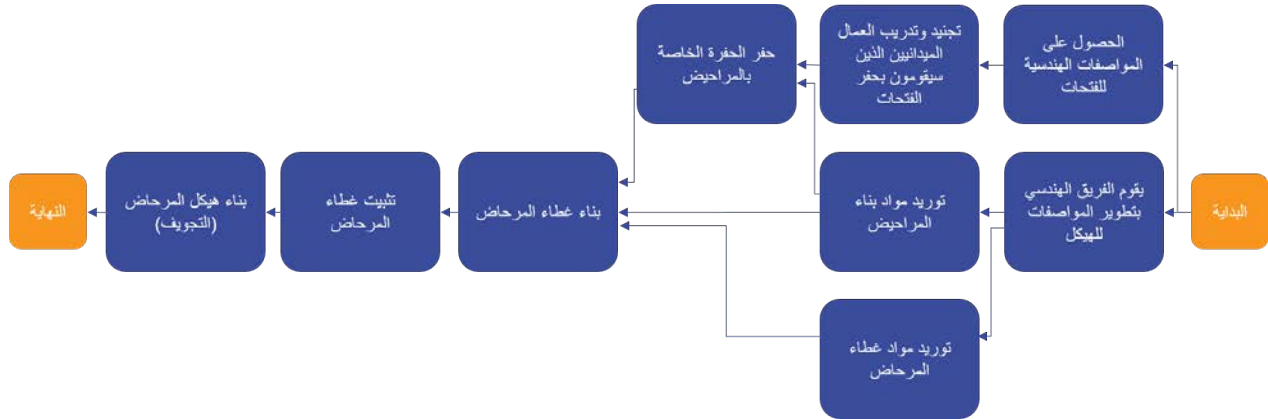 البداية
الحصول على
المواصفات الهندسية
للفتحات
تجنيد وتدريب العمال
الميدانيين الذين
سيقومون بحفر
الفتحات
حفر الحفرة الخاصة
بالمراحيض
يقوم الفريق الهندسي
بتطوير المواصفات
للهيكل
توريد مواد بناء
المراحيض
توريد مواد غطاء
المرحاض
بناء غطاء المرحاض
تثبيت غطاء
المرحاض
بناء هيكل المرحاض
(التجويف)
النهاية